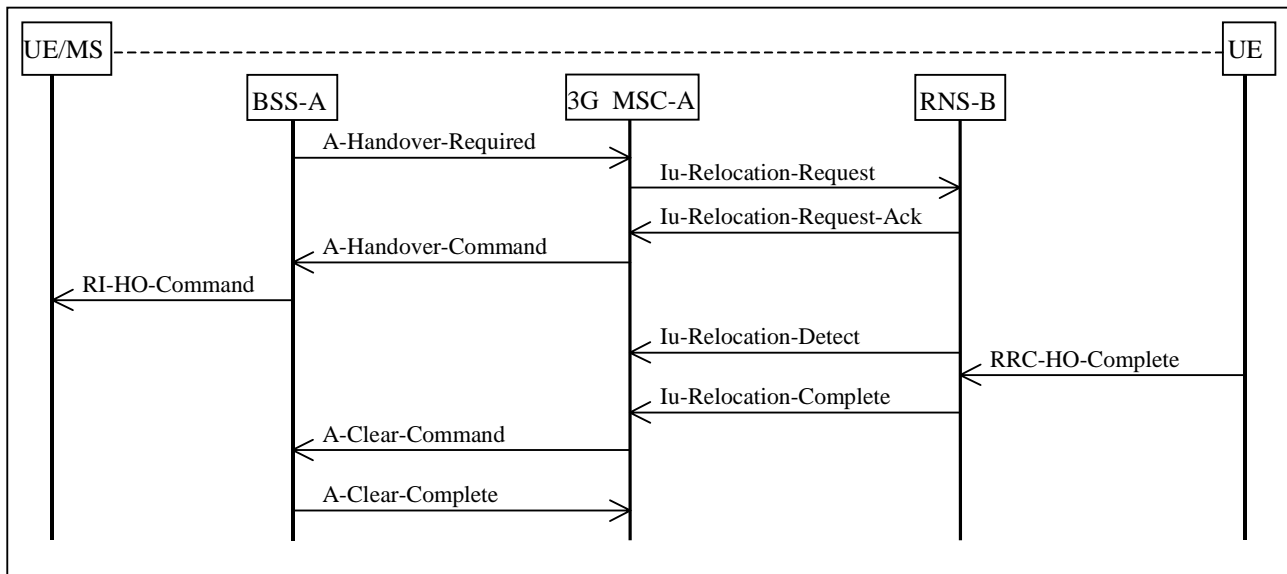 UE/MS
UE
BSS-A
3G MSC-A
RNS-B
A-Handover-Required
Iu-Relocation-Request
Iu-Relocation-Request-Ack
A-Handover-Command
RI-HO-Command
Iu-Relocation-Detect
RRC-HO-Complete
Iu-Relocation-Complete
A-Clear-Command
A-Clear-Complete